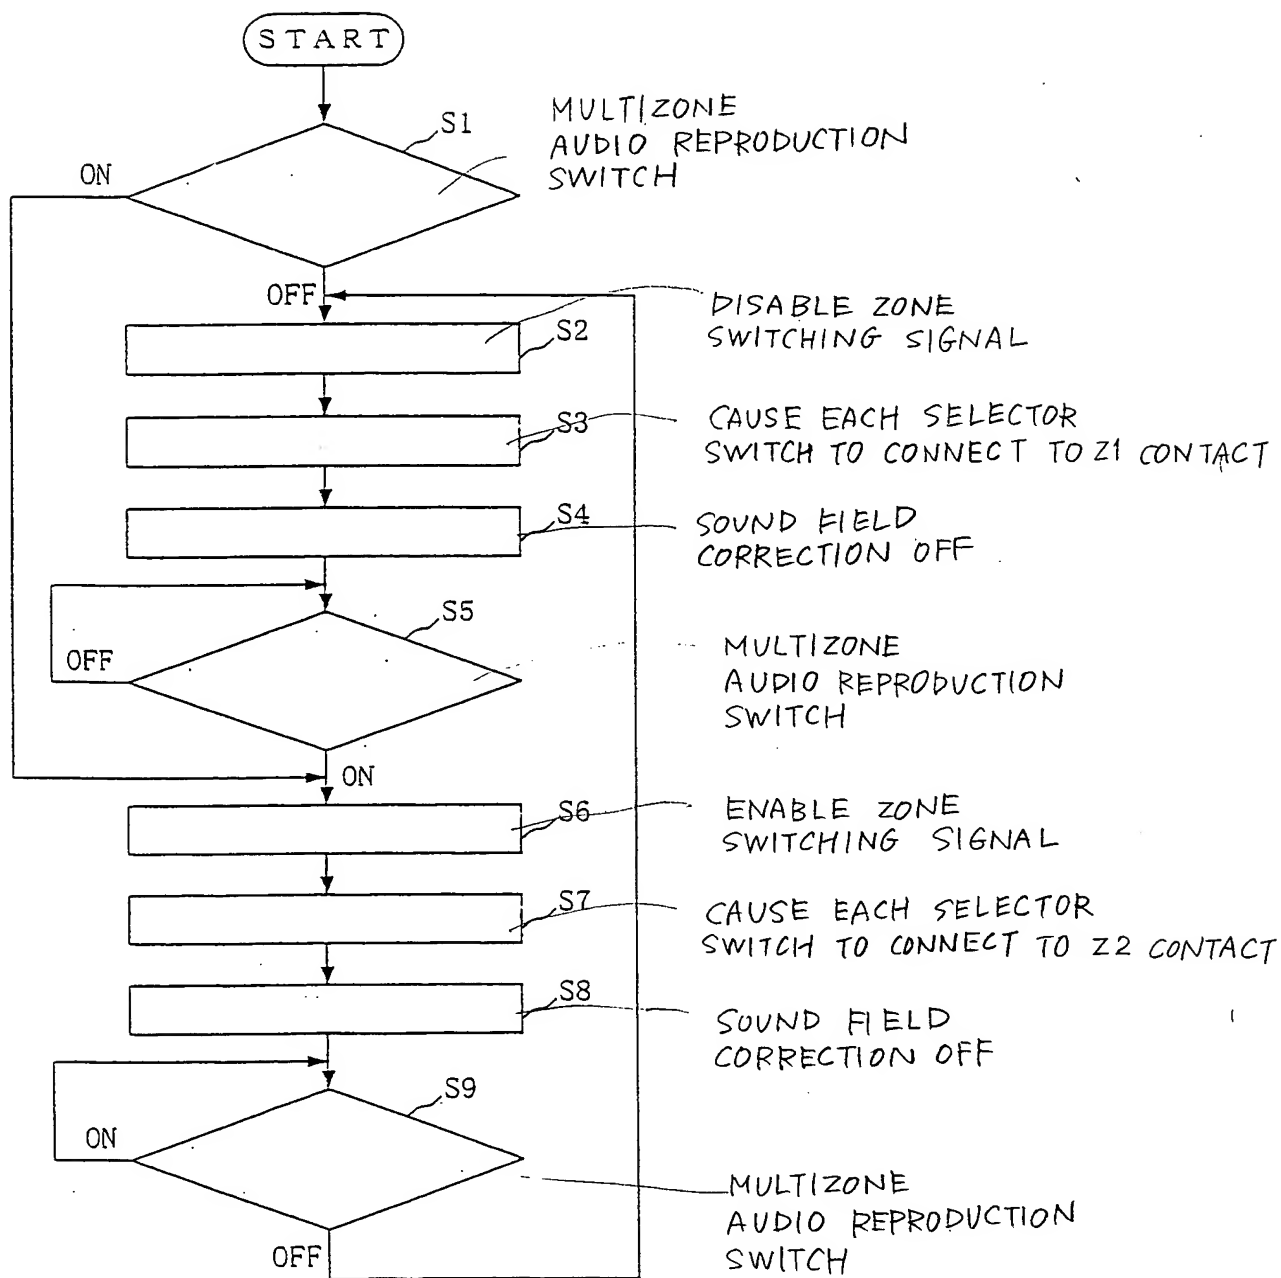 START
S1
MULTIZONE
AUDIO REPRODUCTION
SWITCH
ON
OFF
S2
DISABLE ZONE
SWITCHING SIGNAL
S3
CAUSE EACH SELECTOR
SWITCH TO CONNECT TO Z1 CONTACT
S4
SOUND FIELD
CORRECTION OFF
S5
OFF
MULTIZONE
AUDIO REPRODUCTION
SWITCH
ON
S6
ENABLE ZONE
SWITCHING SIGNAL
S7
CAUSE EACH SELECTOR
SWITCH TO CONNECT TO Z2 CONTACT
S8
SOUND FIELD
CORRECTION OFF
S9
ON
MULTIZONE
AUDIO REPRODUCTION
SWITCH
OFF